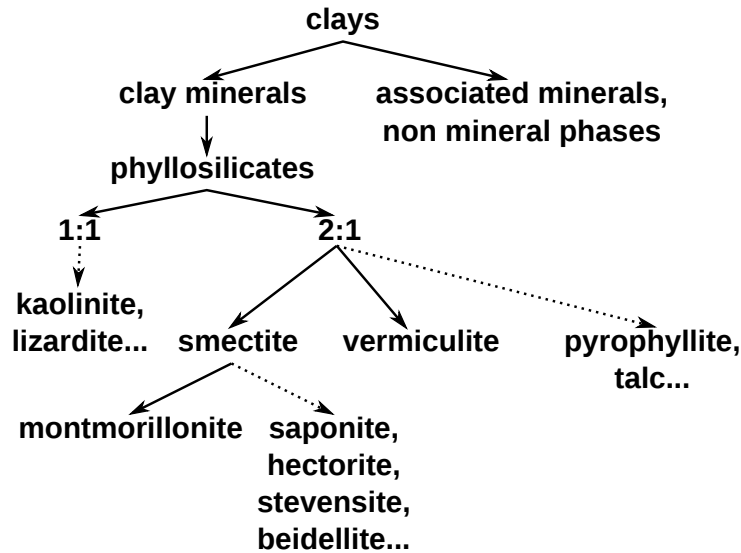 clays
clay minerals
associated minerals,
non mineral phases
phyllosilicates
1:1
2:1
kaolinite,
lizardite...
smectite
vermiculite
pyrophyllite,
talc...
montmorillonite
saponite,
hectorite,
stevensite,
beidellite...